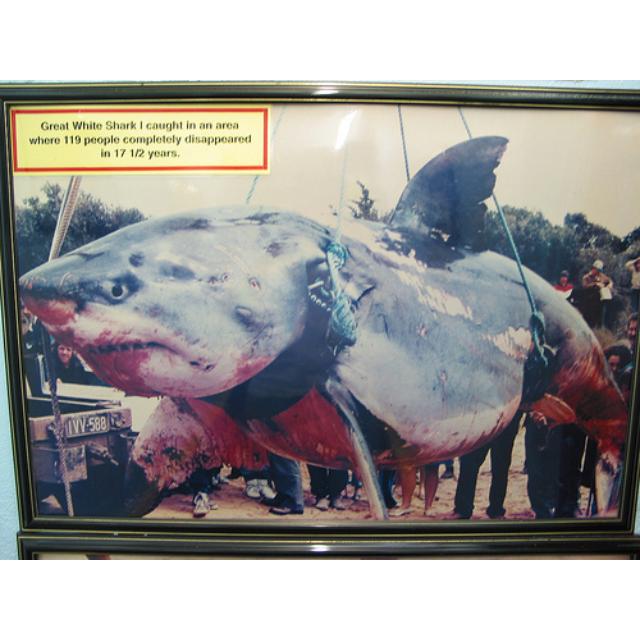 Great White Shark I caught in an area
where 119 people completely disappeared
in 17 1/2 years.
IVV-588